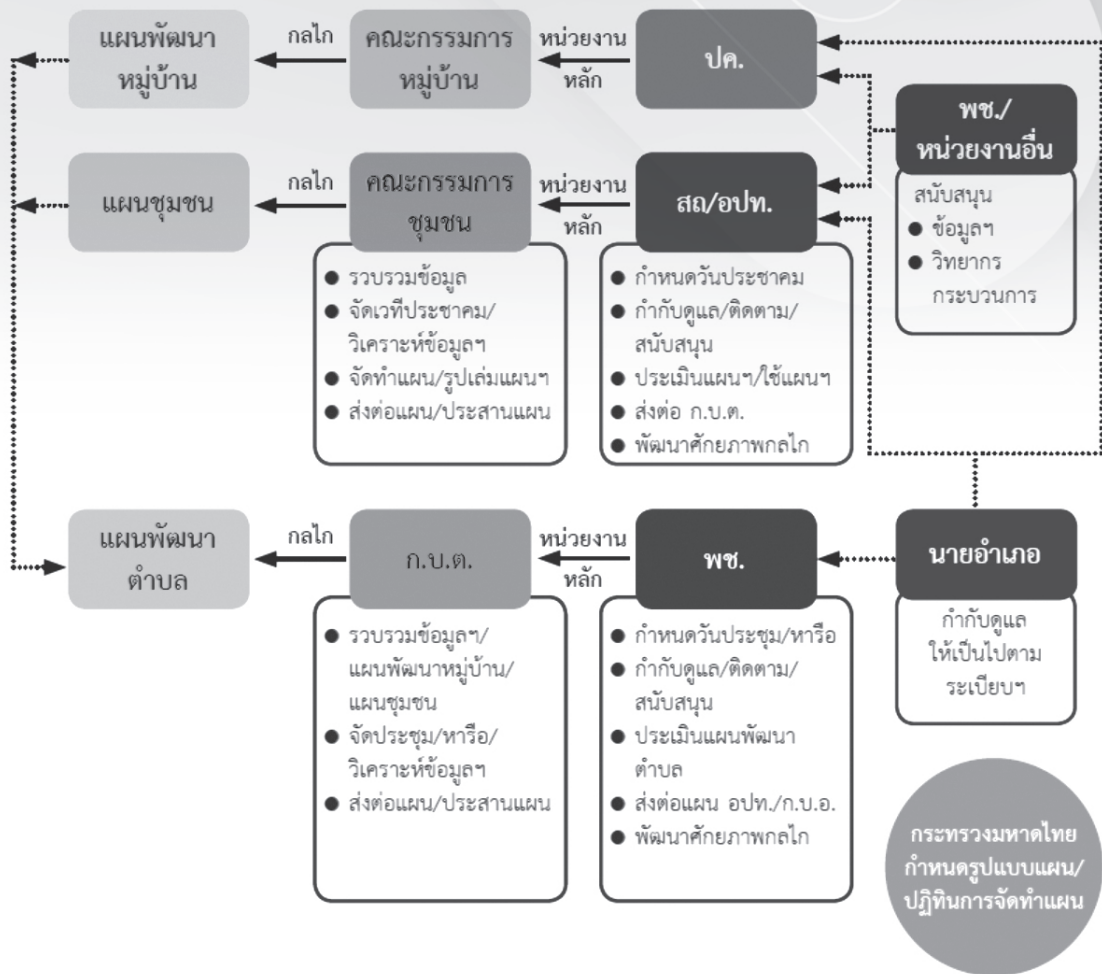 แผนพัฒนา
หมู่บ้าน
กลไก
คณะกรรมการ
หมู่บ้าน
หน่วยงาน
หลัก
ปค.
พช./
หน่วยงานอื่น
สนับสนุน
● ข้อมูลฯ
● วิทยากร
กระบวนการ
แผนชุมชน
กลไก
คณะกรรมการ
ชุมชน
● รวบรวมข้อมูล
● จัดเวทีประชาคม/
วิเคราะห์ข้อมูลฯ
● จัดทำแผน/รูปเล่มแผนฯ
● ส่งต่อแผน/ประสานแผน
หน่วยงาน
หลัก
สถ/อปท.
● กำหนดวันประชาคม
● กำกับดูแล/ติดตาม/
สนับสนุน
● ประเมินแผนฯ/ใช้แผนฯ
● ส่งต่อ ก.บ.ต.
● พัฒนาศักยภาพกลไก
แผนพัฒนา
ตำบล
กลไก
ก.บ.ต.
● รวบรวมข้อมูลฯ/
แผนพัฒนาหมู่บ้าน/
แผนชุมชน
● จัดประชุม/หารือ/
วิเคราะห์ข้อมูลฯ
● ส่งต่อแผน/ประสานแผน
หน่วยงาน
หลัก
พช.
● กำหนดวันประชุม/หารือ
● กำกับดูแล/ติดตาม/
สนับสนุน
● ประเมินแผนพัฒนา
ตำบล
● ส่งต่อแผน อปท./ก.บ.อ.
● พัฒนาศักยภาพกลไก
นายอำเภอ
กำกับดูแล
ให้เป็นไปตาม
ระเบียบฯ
กระทรวงมหาดไทย
กำหนดรูปแบบแผน/
ปฏิทินการจัดทำแผน